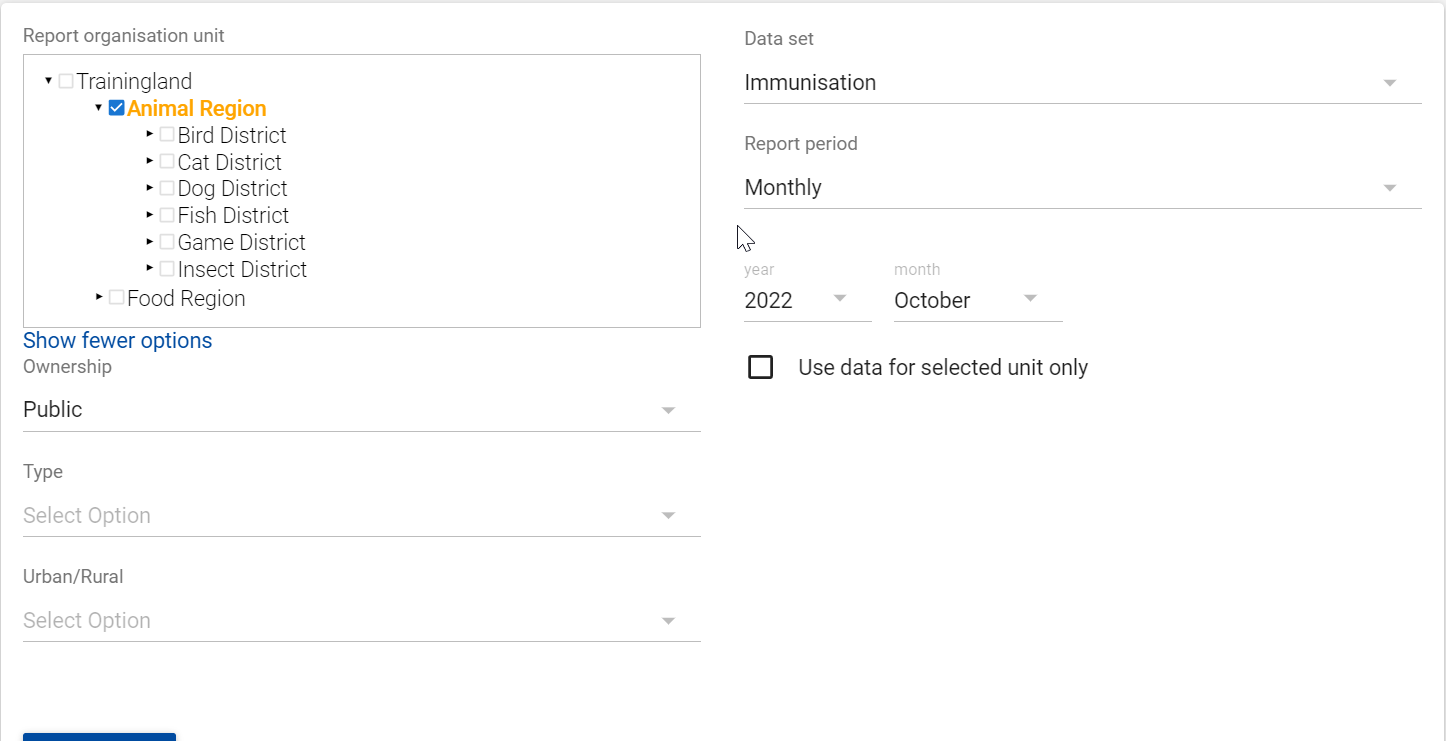 Report organisation unit
Trainingland
Animal Region
Bird District
Cat District
Dog District
Fish District
Game District
Insect District
Food Region
Show fewer options
Ownership
Public
Type
Select Option
Urban/Rural
Select Option
Data set
Immunisation
Report period
Monthly
year month
2022 October
Use data for selected unit only